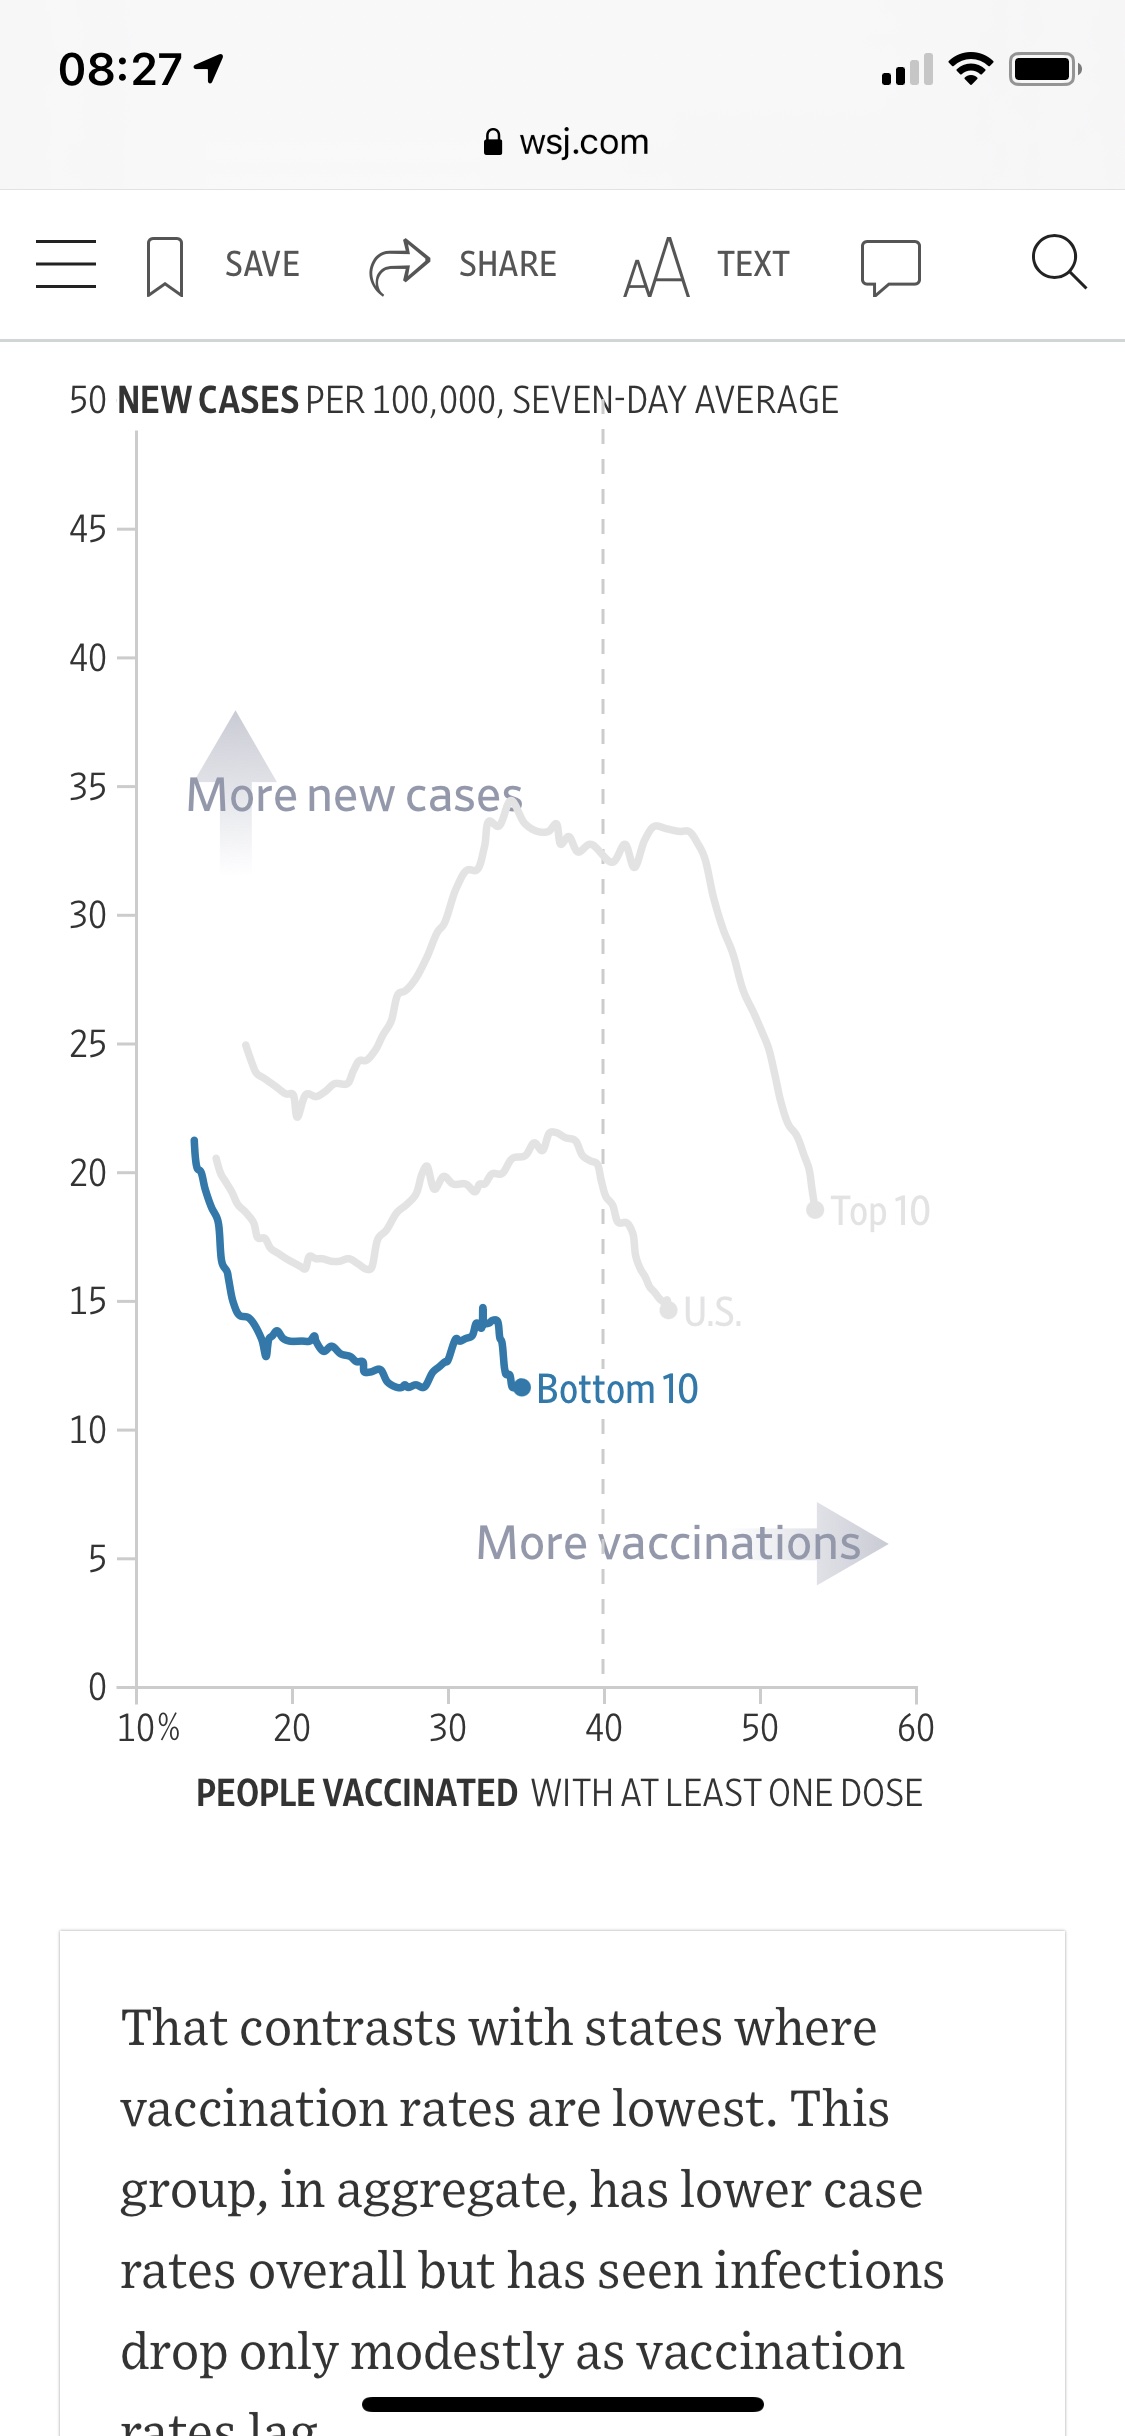 08:27
wsj.com
SAVE SHARE AA TEXT
50 NEW CASES PER 100,000, SEVEN-DAY AVERAGE
45
40
35
More new cases
30
25
20
Top 10
15
U.S.
Bottom 10
10
More vaccinations
5
0
10% 20 30 40 50 60
PEOPLE VACCINATED WITH AT LEAST ONE DOSE
That contrasts with states where
vaccination rates are lowest. This
group, in aggregate, has lower case
rates overall but has seen infections
drop only modestly as vaccination
rates lag